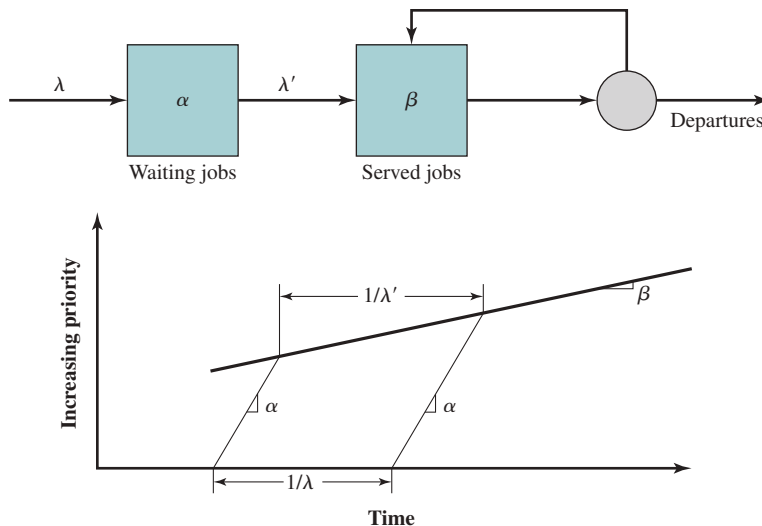 λ
α
λ′
β
Departures
Waiting jobs
Served jobs
Increasing priority
1/λ′
β
α
α
1/λ
Time